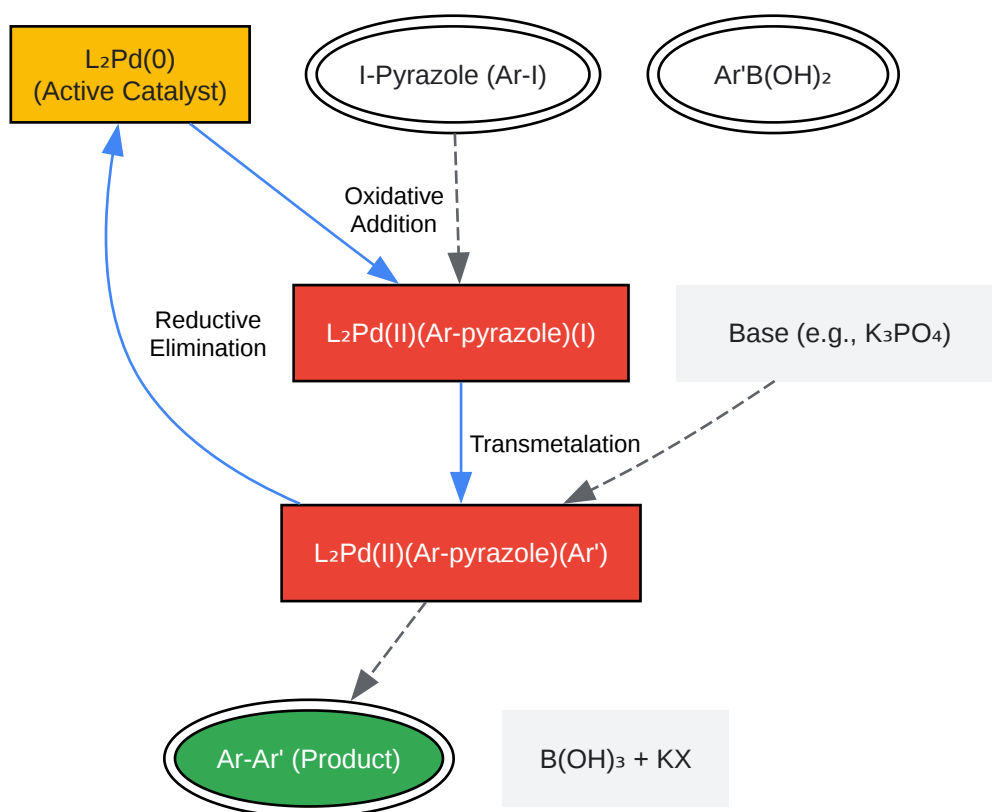 L₂Pd(0)
(Active Catalyst)
I-Pyrazole (Ar-I)
Ar'B(OH)₂
Oxidative
Addition
Reductive
Elimination
L₂Pd(II)(Ar-pyrazole)(I)
Base (e.g., K₃PO₄)
Transmetalation
L₂Pd(II)(Ar-pyrazole)(Ar')
Ar-Ar' (Product)
B(OH)₃ + KX